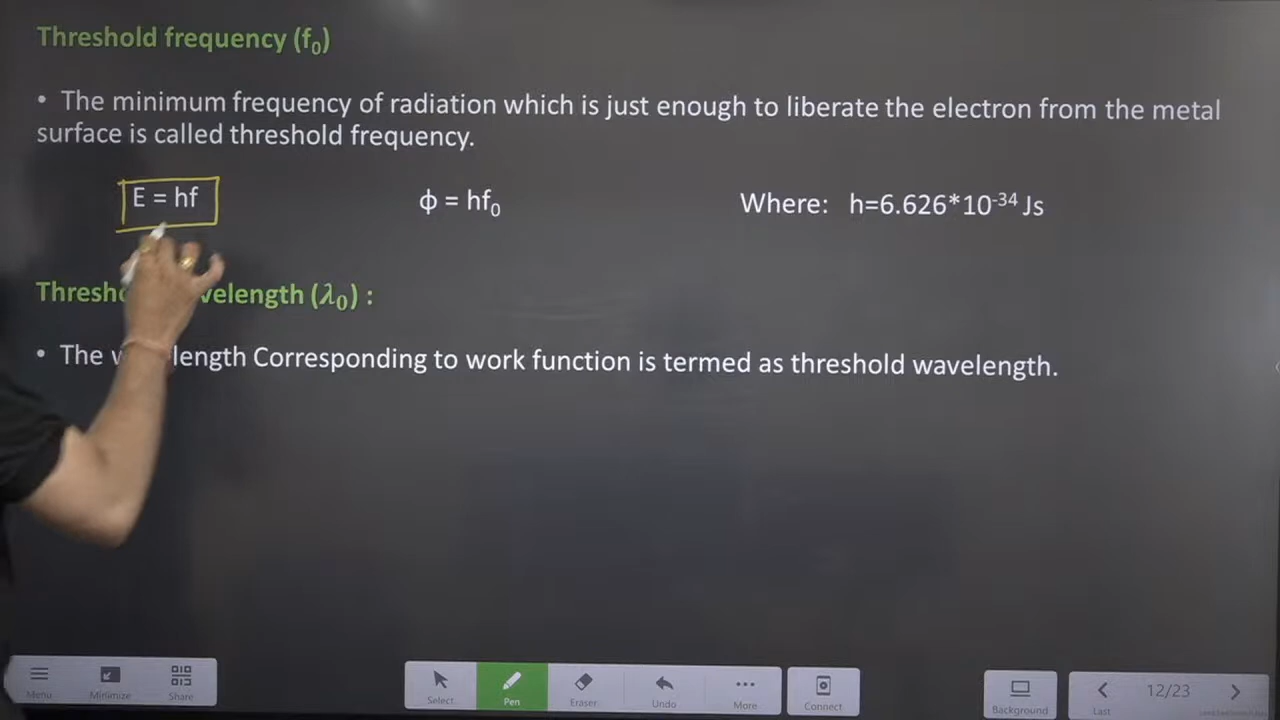 Threshold frequency (f₀)
• The minimum frequency of radiation which is just enough to liberate the electron from the metal
surface is called threshold frequency.
E = hf ϕ = hf₀ Where: h=6.626*10⁻³⁴ Js
velength (λ₀) :
• The length Corresponding to work function is termed as threshold wavelength.
Menu Minimize Share Select Pen Eraser Undo More Connect Background Last 12/23